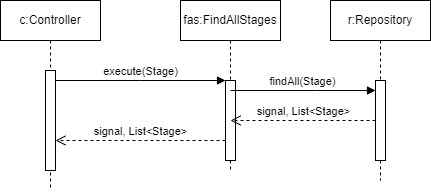 c:Controller
fas:FindAllStages
r:Repository
execute(Stage)
findAll(Stage)
signal, List<Stage>
signal, List<Stage>